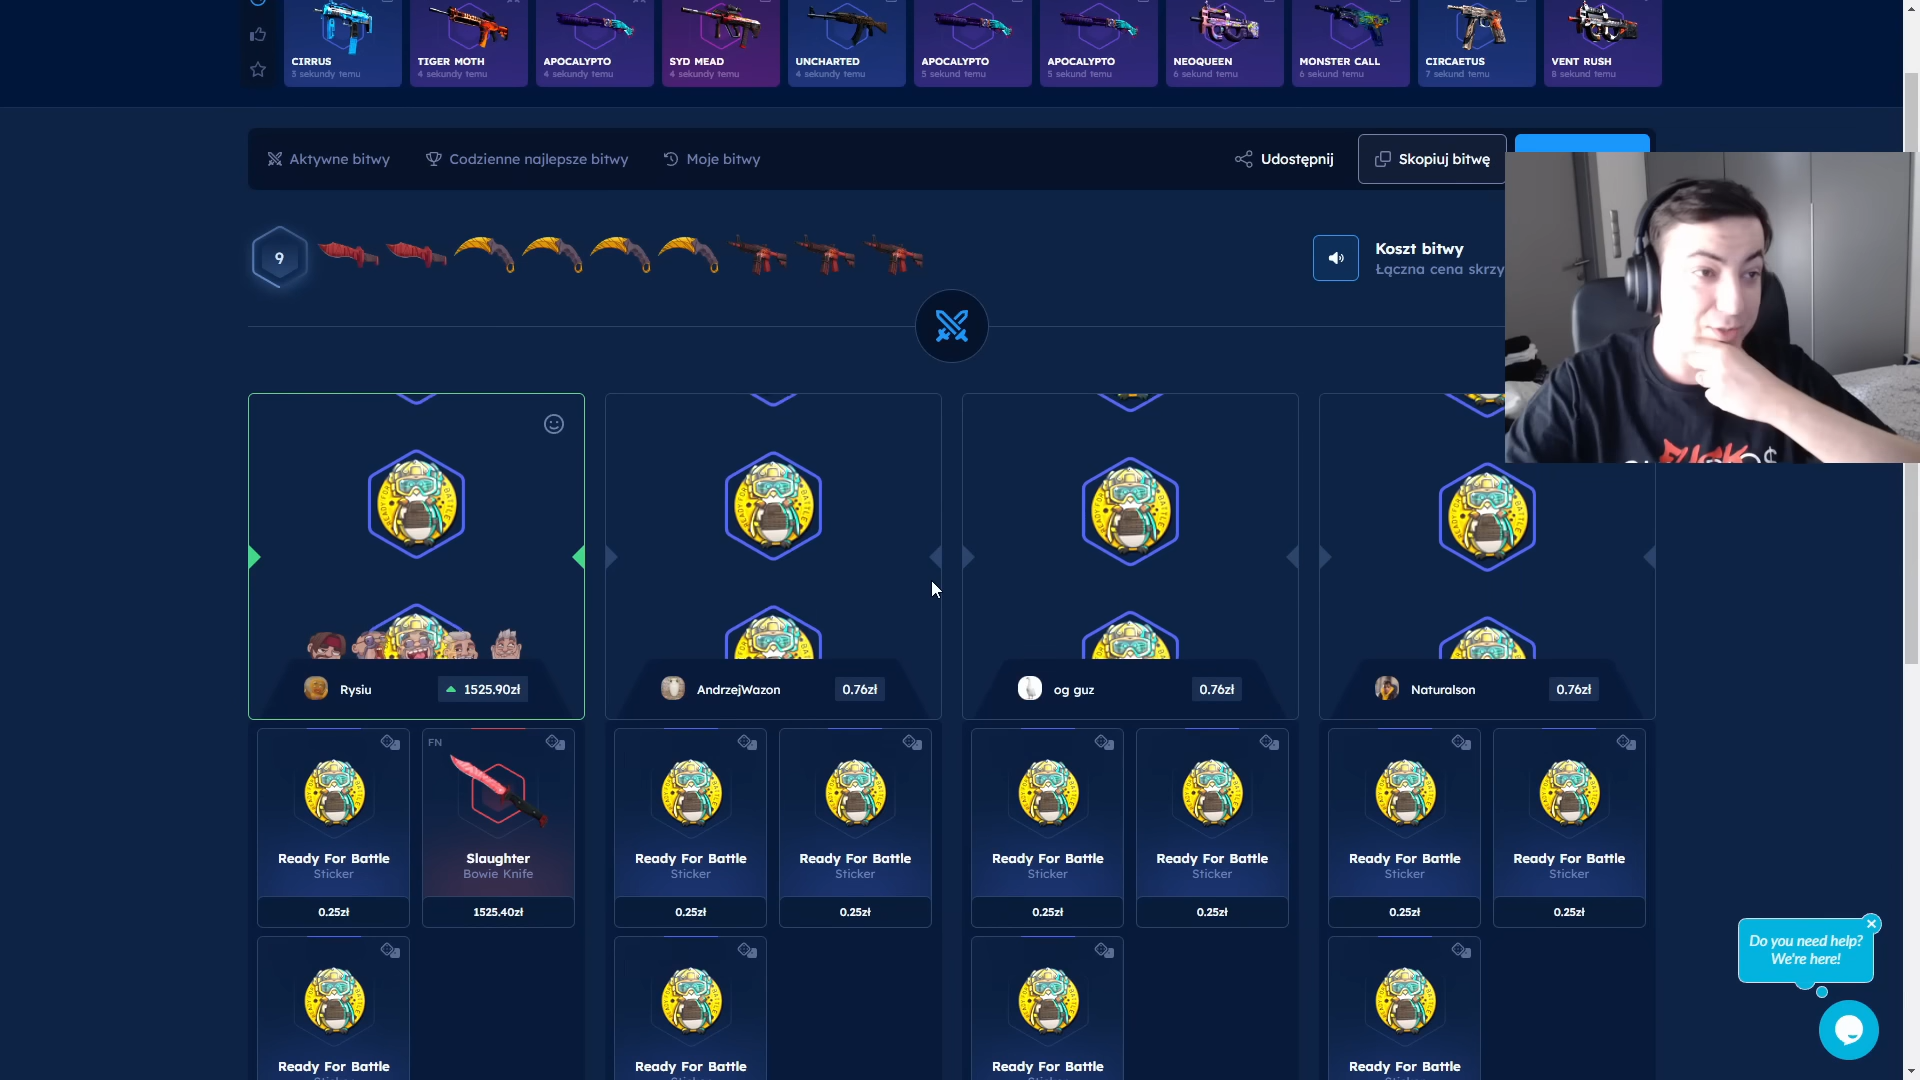 CIRRUS
3 sekundy temu
TIGER MOTH
4 sekundy temu
APOCALYPTO
4 sekundy temu
SYD MEAD
4 sekundy temu
UNCHARTED
4 sekundy temu
APOCALYPTO
5 sekund temu
APOCALYPTO
5 sekund temu
NEOQUEEN
6 sekund temu
MONSTER CALL
6 sekund temu
CIRCAETUS
7 sekund temu
VENT RUSH
8 sekund temu
Aktywne bitwy
Codzienne najlepsze bitwy
Moje bitwy
Udostępnij
Skopiuj bitwę
9
Koszt bitwy
Łączna cena skrzy
Rysiu
1525.90zł
AndrzejWazon
0.76zł
og guz
0.76zł
Naturalson
0.76zł
Ready For Battle
Sticker
0.25zł
FN
Slaughter
Bowie Knife
1525.40zł
Ready For Battle
Sticker
0.25zł
Ready For Battle
Sticker
0.25zł
Ready For Battle
Sticker
0.25zł
Ready For Battle
Sticker
0.25zł
Ready For Battle
Sticker
0.25zł
Ready For Battle
Sticker
0.25zł
Ready For Battle
Ready For Battle
Ready For Battle
Ready For Battle
Do you need help?
We're here!